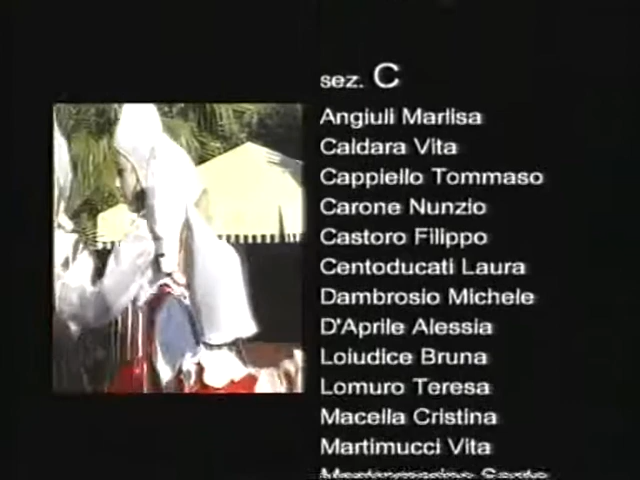 sez. C
Angiuli Marlisa
Caldara Vita
Cappiello Tommaso
Carone Nunzio
Castoro Filippo
Centoducati Laura
Dambrosio Michele
D'Aprile Alessia
Loiudice Bruna
Lomuro Teresa
Macella Cristina
Martimucci Vita